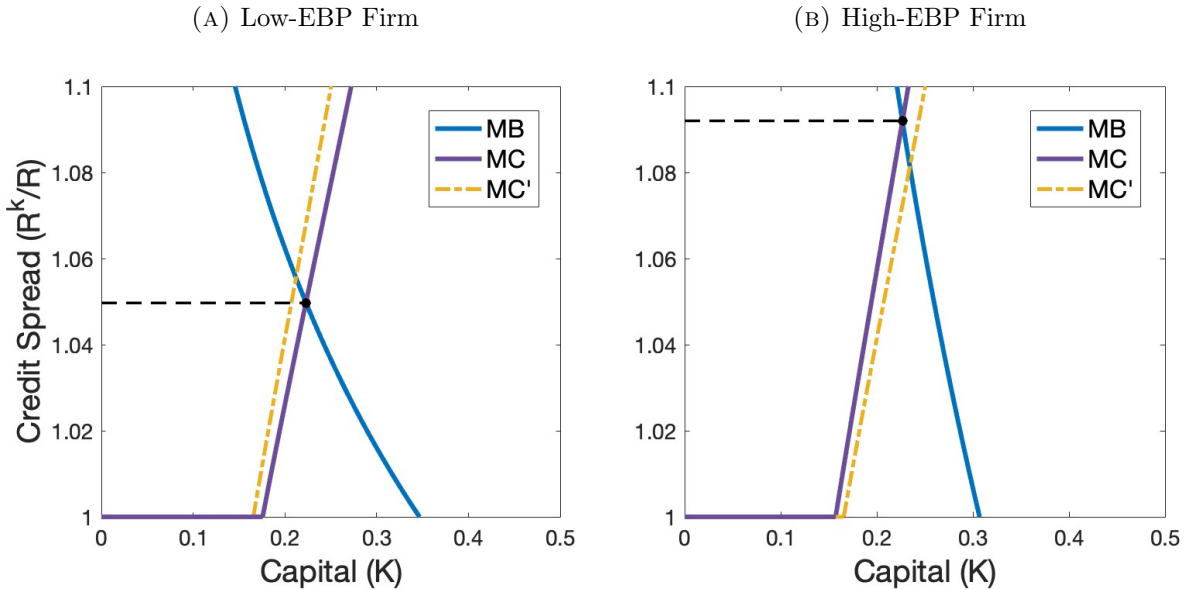 (A) Low-EBP Firm
1.1
1.08
1.06
1.04
1.02
1
0 0.1 0.2 0.3 0.4 0.5
Credit Spread (R^k/R)
Capital (K)
MB
MC
MC'
(B) High-EBP Firm
1.1
1.08
1.06
1.04
1.02
1
0 0.1 0.2 0.3 0.4 0.5
Capital (K)
MB
MC
MC'